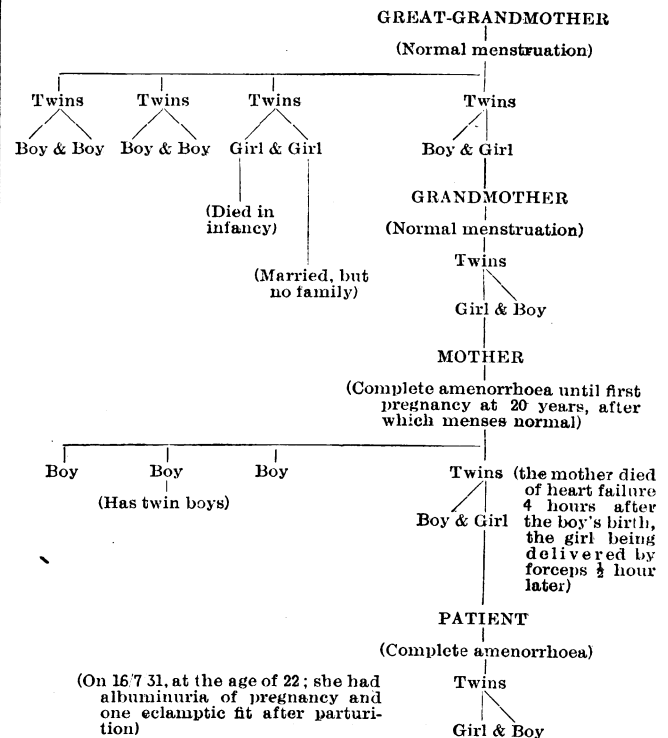 GREAT-GRANDMOTHER
(Normal menstruation)
Twins Twins Twins Twins
Boy & Boy Boy & Boy Girl & Girl Boy & Girl
GRANDMOTHER
(Died in
infancy)
(Normal menstruation)
Twins
(Married, but
no family)
Girl & Boy
MOTHER
(Complete amenorrhoea until first
pregnancy at 20 years, after
which menses normal)
Boy Boy Boy Twins
(Has twin boys)
Boy & Girl
(the mother died
of heart failure
4 hours after
the boy's birth,
the girl being
delivered by
forceps ½ hour
later)
PATIENT
(Complete amenorrhoea)
(On 16/7 31, at the age of 22; she had
albuminuria of pregnancy and
one eclamptic fit after parturi-
tion)
Twins
Girl & Boy